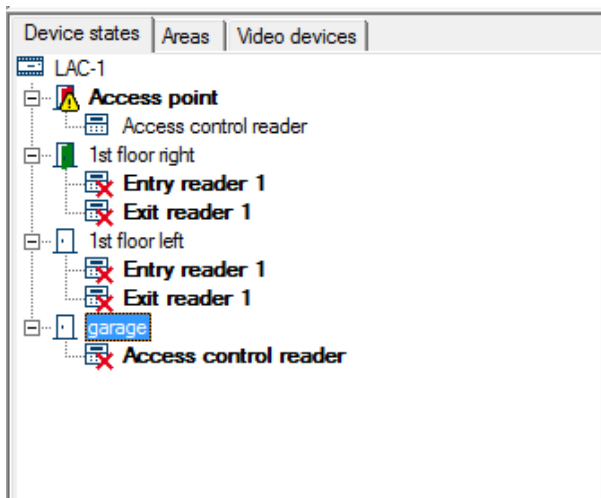 Device states Areas Video devices
LAC-1
Access point
Access control reader
1st floor right
Entry reader 1
Exit reader 1
1st floor left
Entry reader 1
Exit reader 1
garage
Access control reader